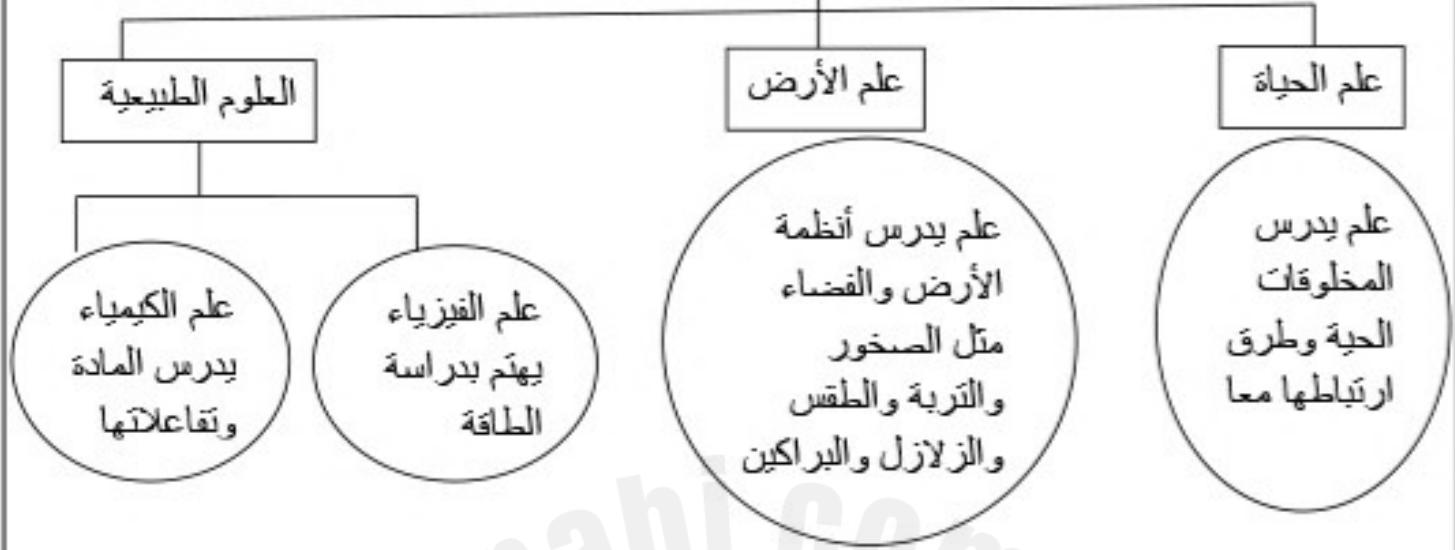 علم الحياة
علم الأرض
العلوم الطبيعية
علم يدرس
المخلوقات
الحية وطرق
ارتباطها معا
علم يدرس أنظمة
الأرض والفضاء
مثل الصخور
والتربة والطقس
والزلازل والبراكين
علم الفيزياء
يهتم بدراسة
الطاقة
علم الكيمياء
يدرس المادة
وتفاعلاتها